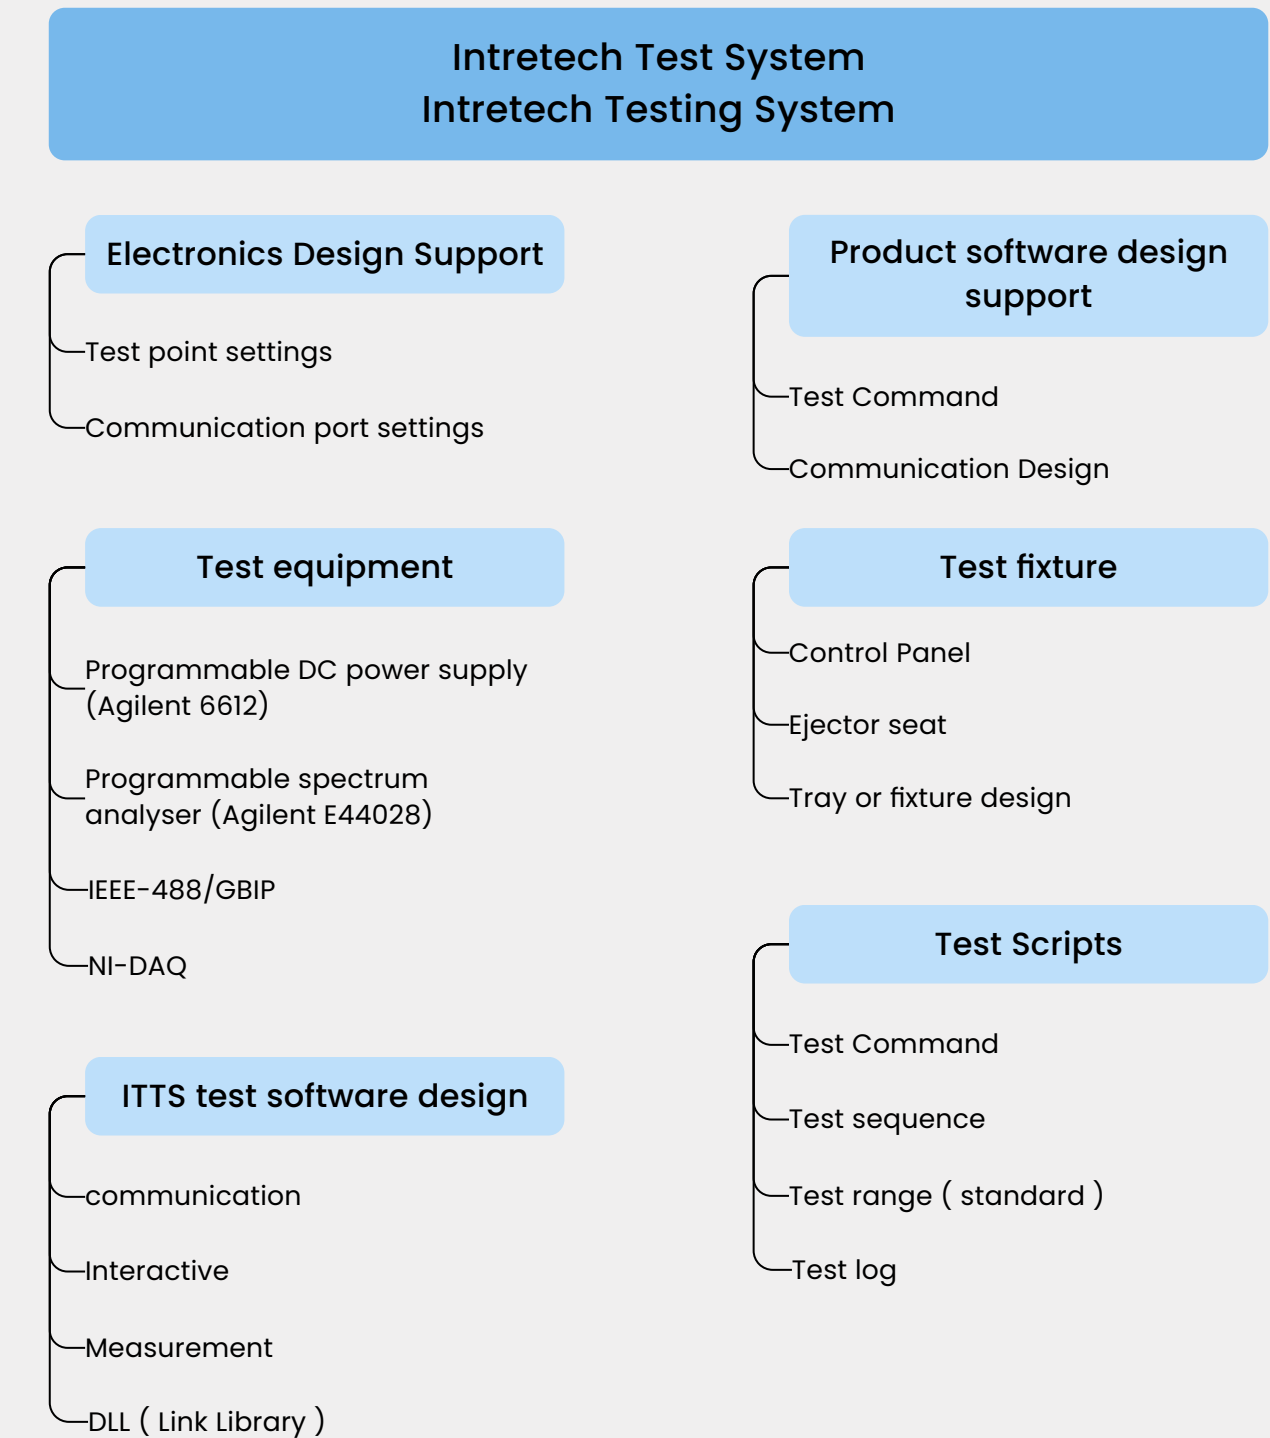 Intretech Test System
Intretech Testing System
Electronics Design Support
Test point settings
Communication port settings
Product software design
support
Test Command
Communication Design
Test equipment
Programmable DC power supply
(Agilent 6612)
Programmable spectrum
analyser (Agilent E44028)
IEEE-488/GBIP
NI-DAQ
Test fixture
Control Panel
Ejector seat
Tray or fixture design
ITTS test software design
communication
Interactive
Measurement
DLL ( Link Library )
Test Scripts
Test Command
Test sequence
Test range ( standard )
Test log